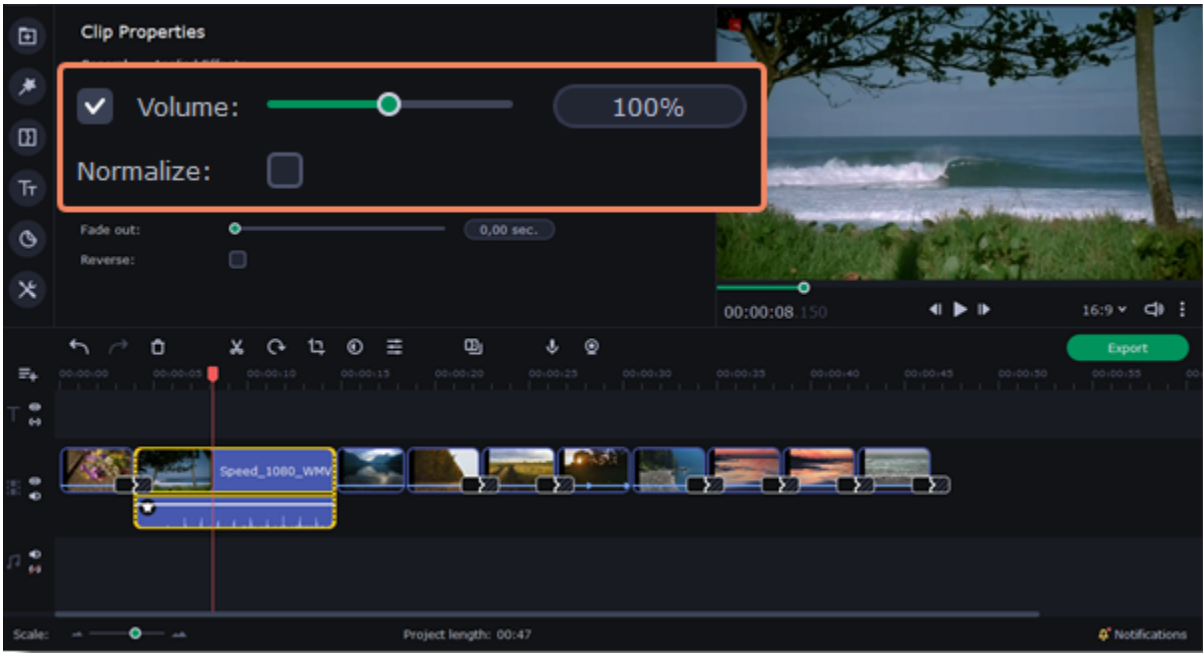 Clip Properties
Volume: 100%
Normalize:
Fade out: 0,00 sec.
Reverse:
00:00:08.150
16:9
Export
00:00:00 00:00:05 00:00:10 00:00:15 00:00:20 00:00:25 00:00:30 00:00:35 00:00:40 00:00:45 00:00:50 00:00:55
Speed_1080_WMV
Scale: Project length: 00:47 Notifications